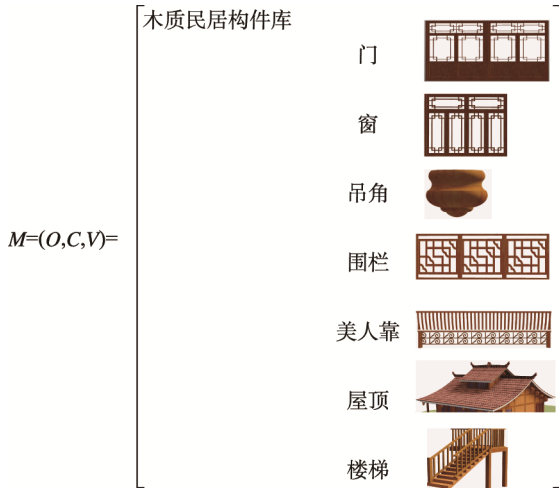 木质民居构件库
门
窗
吊角
M=(O,C,V)=
围栏
美人靠
屋顶
楼梯